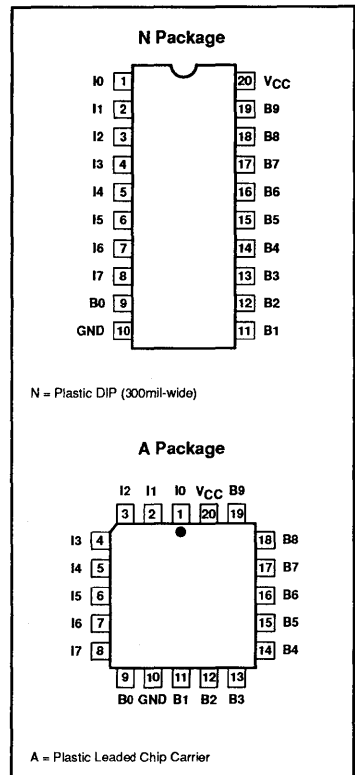 N Package
I0 1 20 VCC
I1 2 19 B9
I2 3 18 B8
I3 4 17 B7
I4 5 16 B6
I5 6 15 B5
I6 7 14 B4
I7 8 13 B3
B0 9 12 B2
GND 10 11 B1
N = Plastic DIP (300mil-wide)
A Package
I2 I1 I0 VCC B9
3 2 1 20 19
I3 4 18 B8
I4 5 17 B7
I5 6 16 B6
I6 7 15 B5
I7 8 14 B4
9 10 11 12 13
B0 GND B1 B2 B3
A = Plastic Leaded Chip Carrier